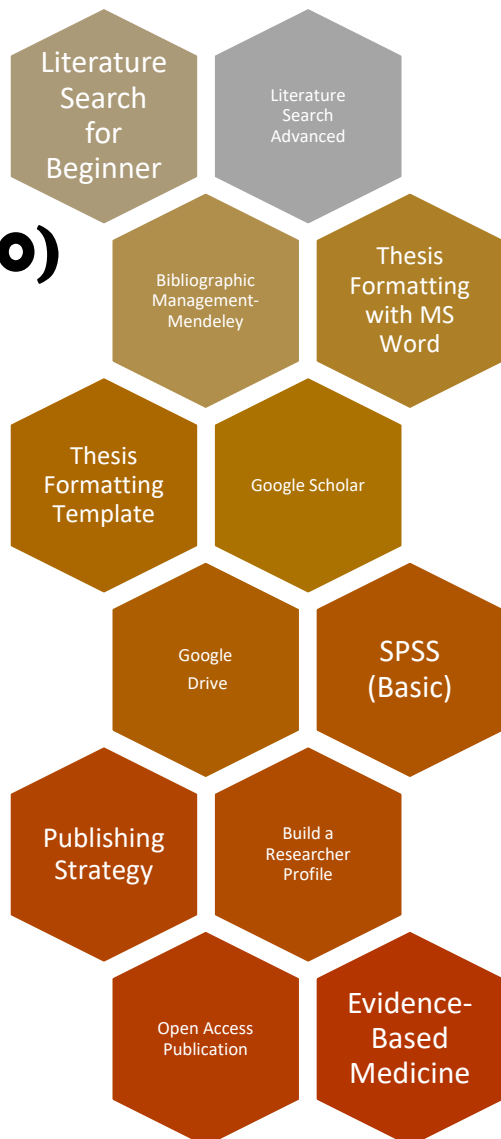 Literature
Search
for
Beginner
Literature
Search
Advanced
o)
Bibliographic
Management-
Mendeley
Thesis
Formatting
with MS
Word
Thesis
Formatting
Template
Google Scholar
Google
Drive
SPSS
(Basic)
Publishing
Strategy
Build a
Researcher
Profile
Open Access
Publication
Evidence-
Based
Medicine